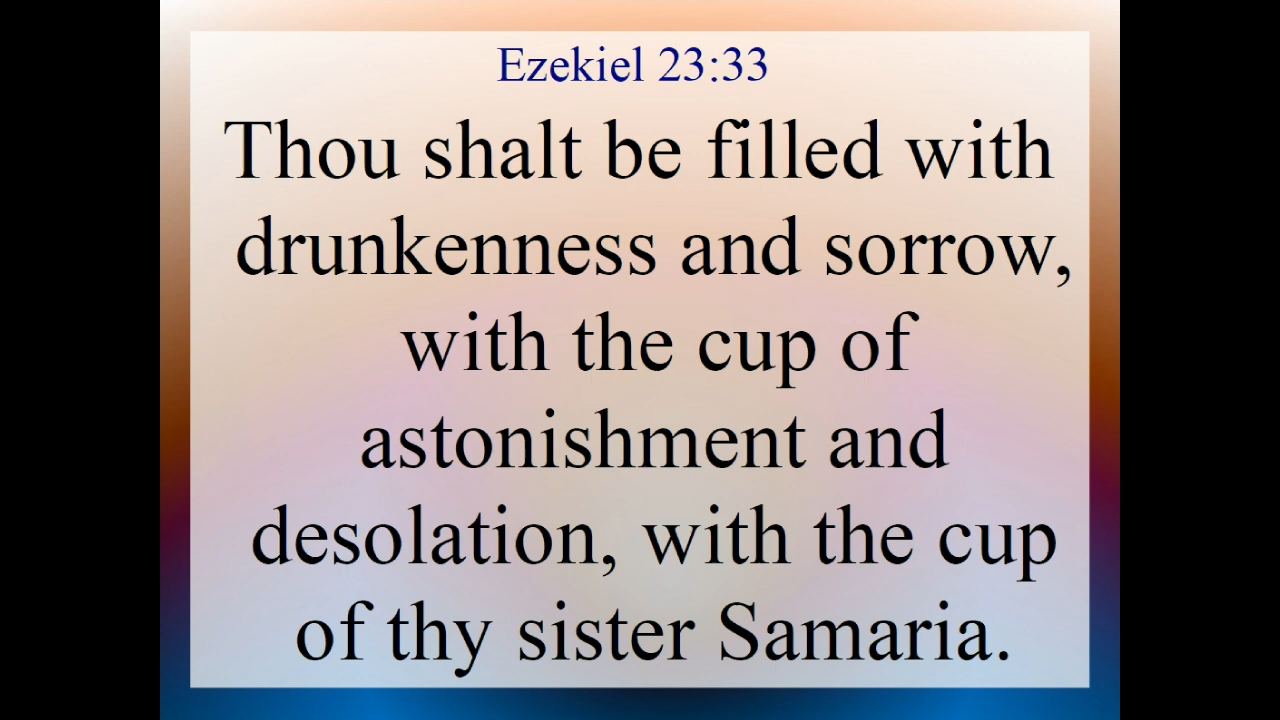 Ezekiel 23:33
Thou shalt be filled with
drunkenness and sorrow,
with the cup of
astonishment and
desolation, with the cup
of thy sister Samaria.